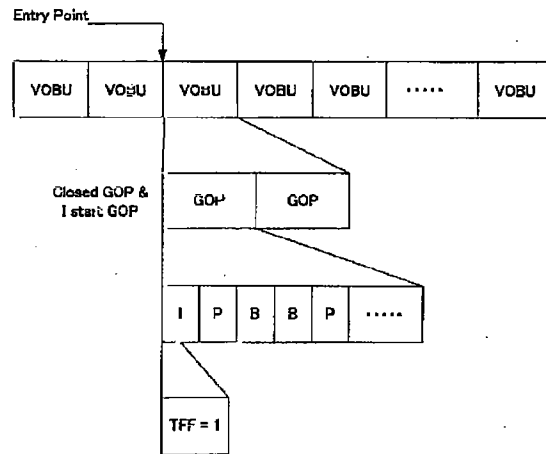 Entry Point
VOBU VOBU VOBU VOBU VOBU ····· VOBU
Closed GOP &
I start GOP
GOP GOP
I P B B P ·····
TFF = 1